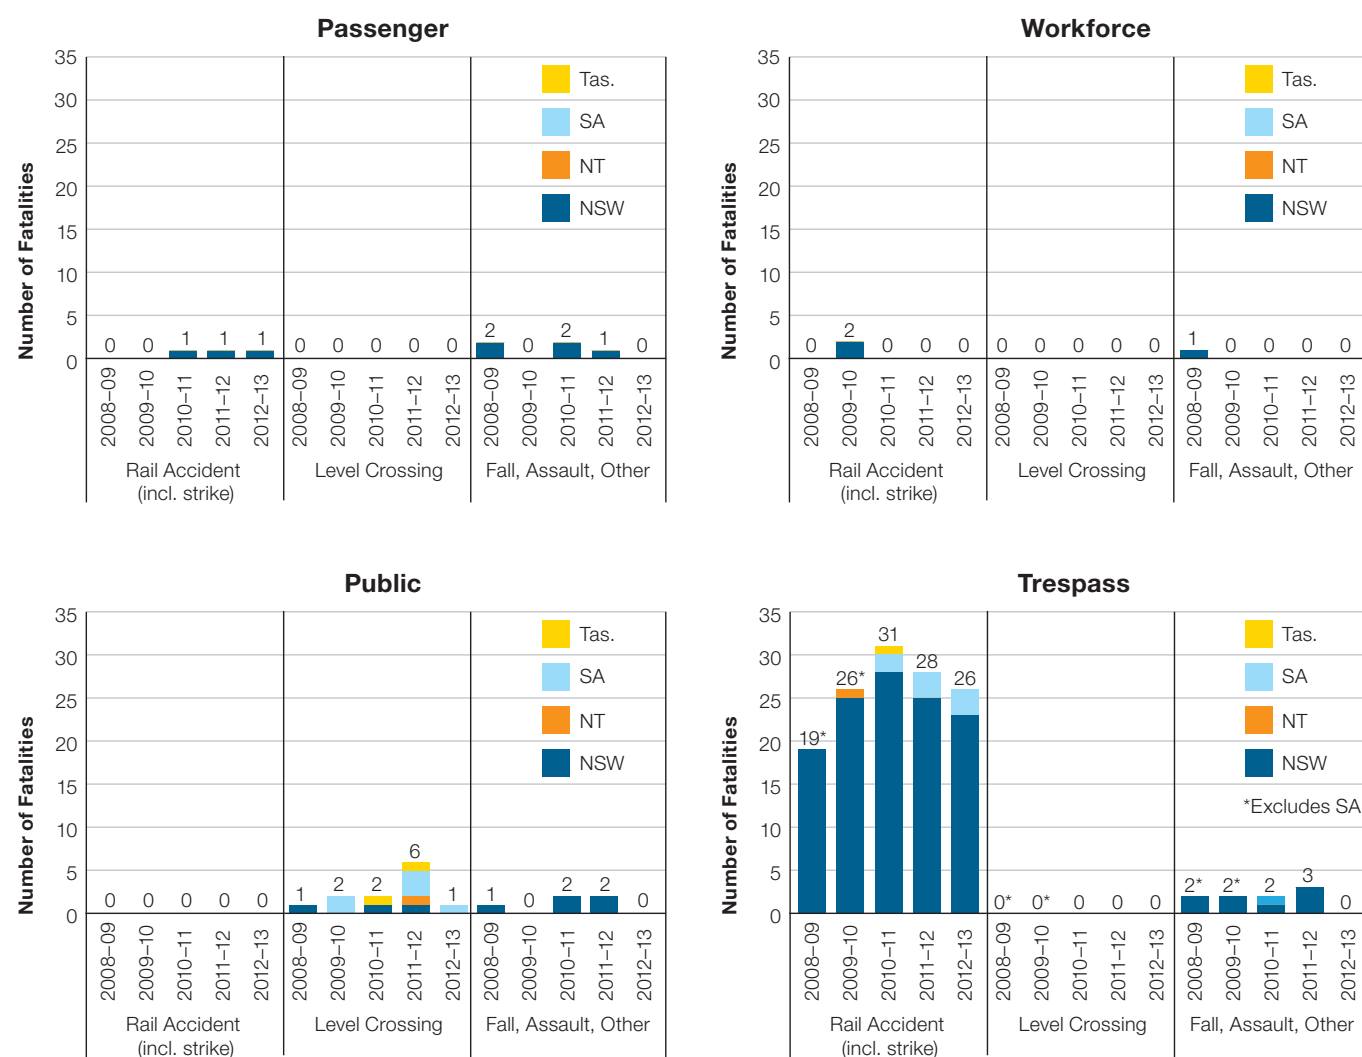 Passenger
35
30
25
20
15
10
5
0
Number of Fatalities
Tas.
SA
NT
NSW
0 0 1 1 1 0 0 0 0 0 2 0 2 1 0
2008–09 2009–10 2010–11 2011–12 2012–13 2008–09 2009–10 2010–11 2011–12 2012–13 2008–09 2009–10 2010–11 2011–12 2012–13
Rail Accident Level Crossing Fall, Assault, Other
(incl. strike)
Workforce
35
30
25
20
15
10
5
0
Number of Fatalities
Tas.
SA
NT
NSW
0 2 0 0 0 0 0 0 0 0 1 0 0 0 0
2008–09 2009–10 2010–11 2011–12 2012–13 2008–09 2009–10 2010–11 2011–12 2012–13 2008–09 2009–10 2010–11 2011–12 2012–13
Rail Accident Level Crossing Fall, Assault, Other
(incl. strike)
Public
35
30
25
20
15
10
5
0
Number of Fatalities
Tas.
SA
NT
NSW
0 0 0 0 0 1 2 2 6 1 1 0 2 2 0
2008–09 2009–10 2010–11 2011–12 2012–13 2008–09 2009–10 2010–11 2011–12 2012–13 2008–09 2009–10 2010–11 2011–12 2012–13
Rail Accident Level Crossing Fall, Assault, Other
(incl. strike)
Trespass
35
30
25
20
15
10
5
0
Number of Fatalities
Tas.
SA
NT
NSW
*Excludes SA
19* 26* 31 28 26 0* 0* 0 0 0 2* 2* 2 3 0
2008–09 2009–10 2010–11 2011–12 2012–13 2008–09 2009–10 2010–11 2011–12 2012–13 2008–09 2009–10 2010–11 2011–12 2012–13
Rail Accident Level Crossing Fall, Assault, Other
(incl. strike)